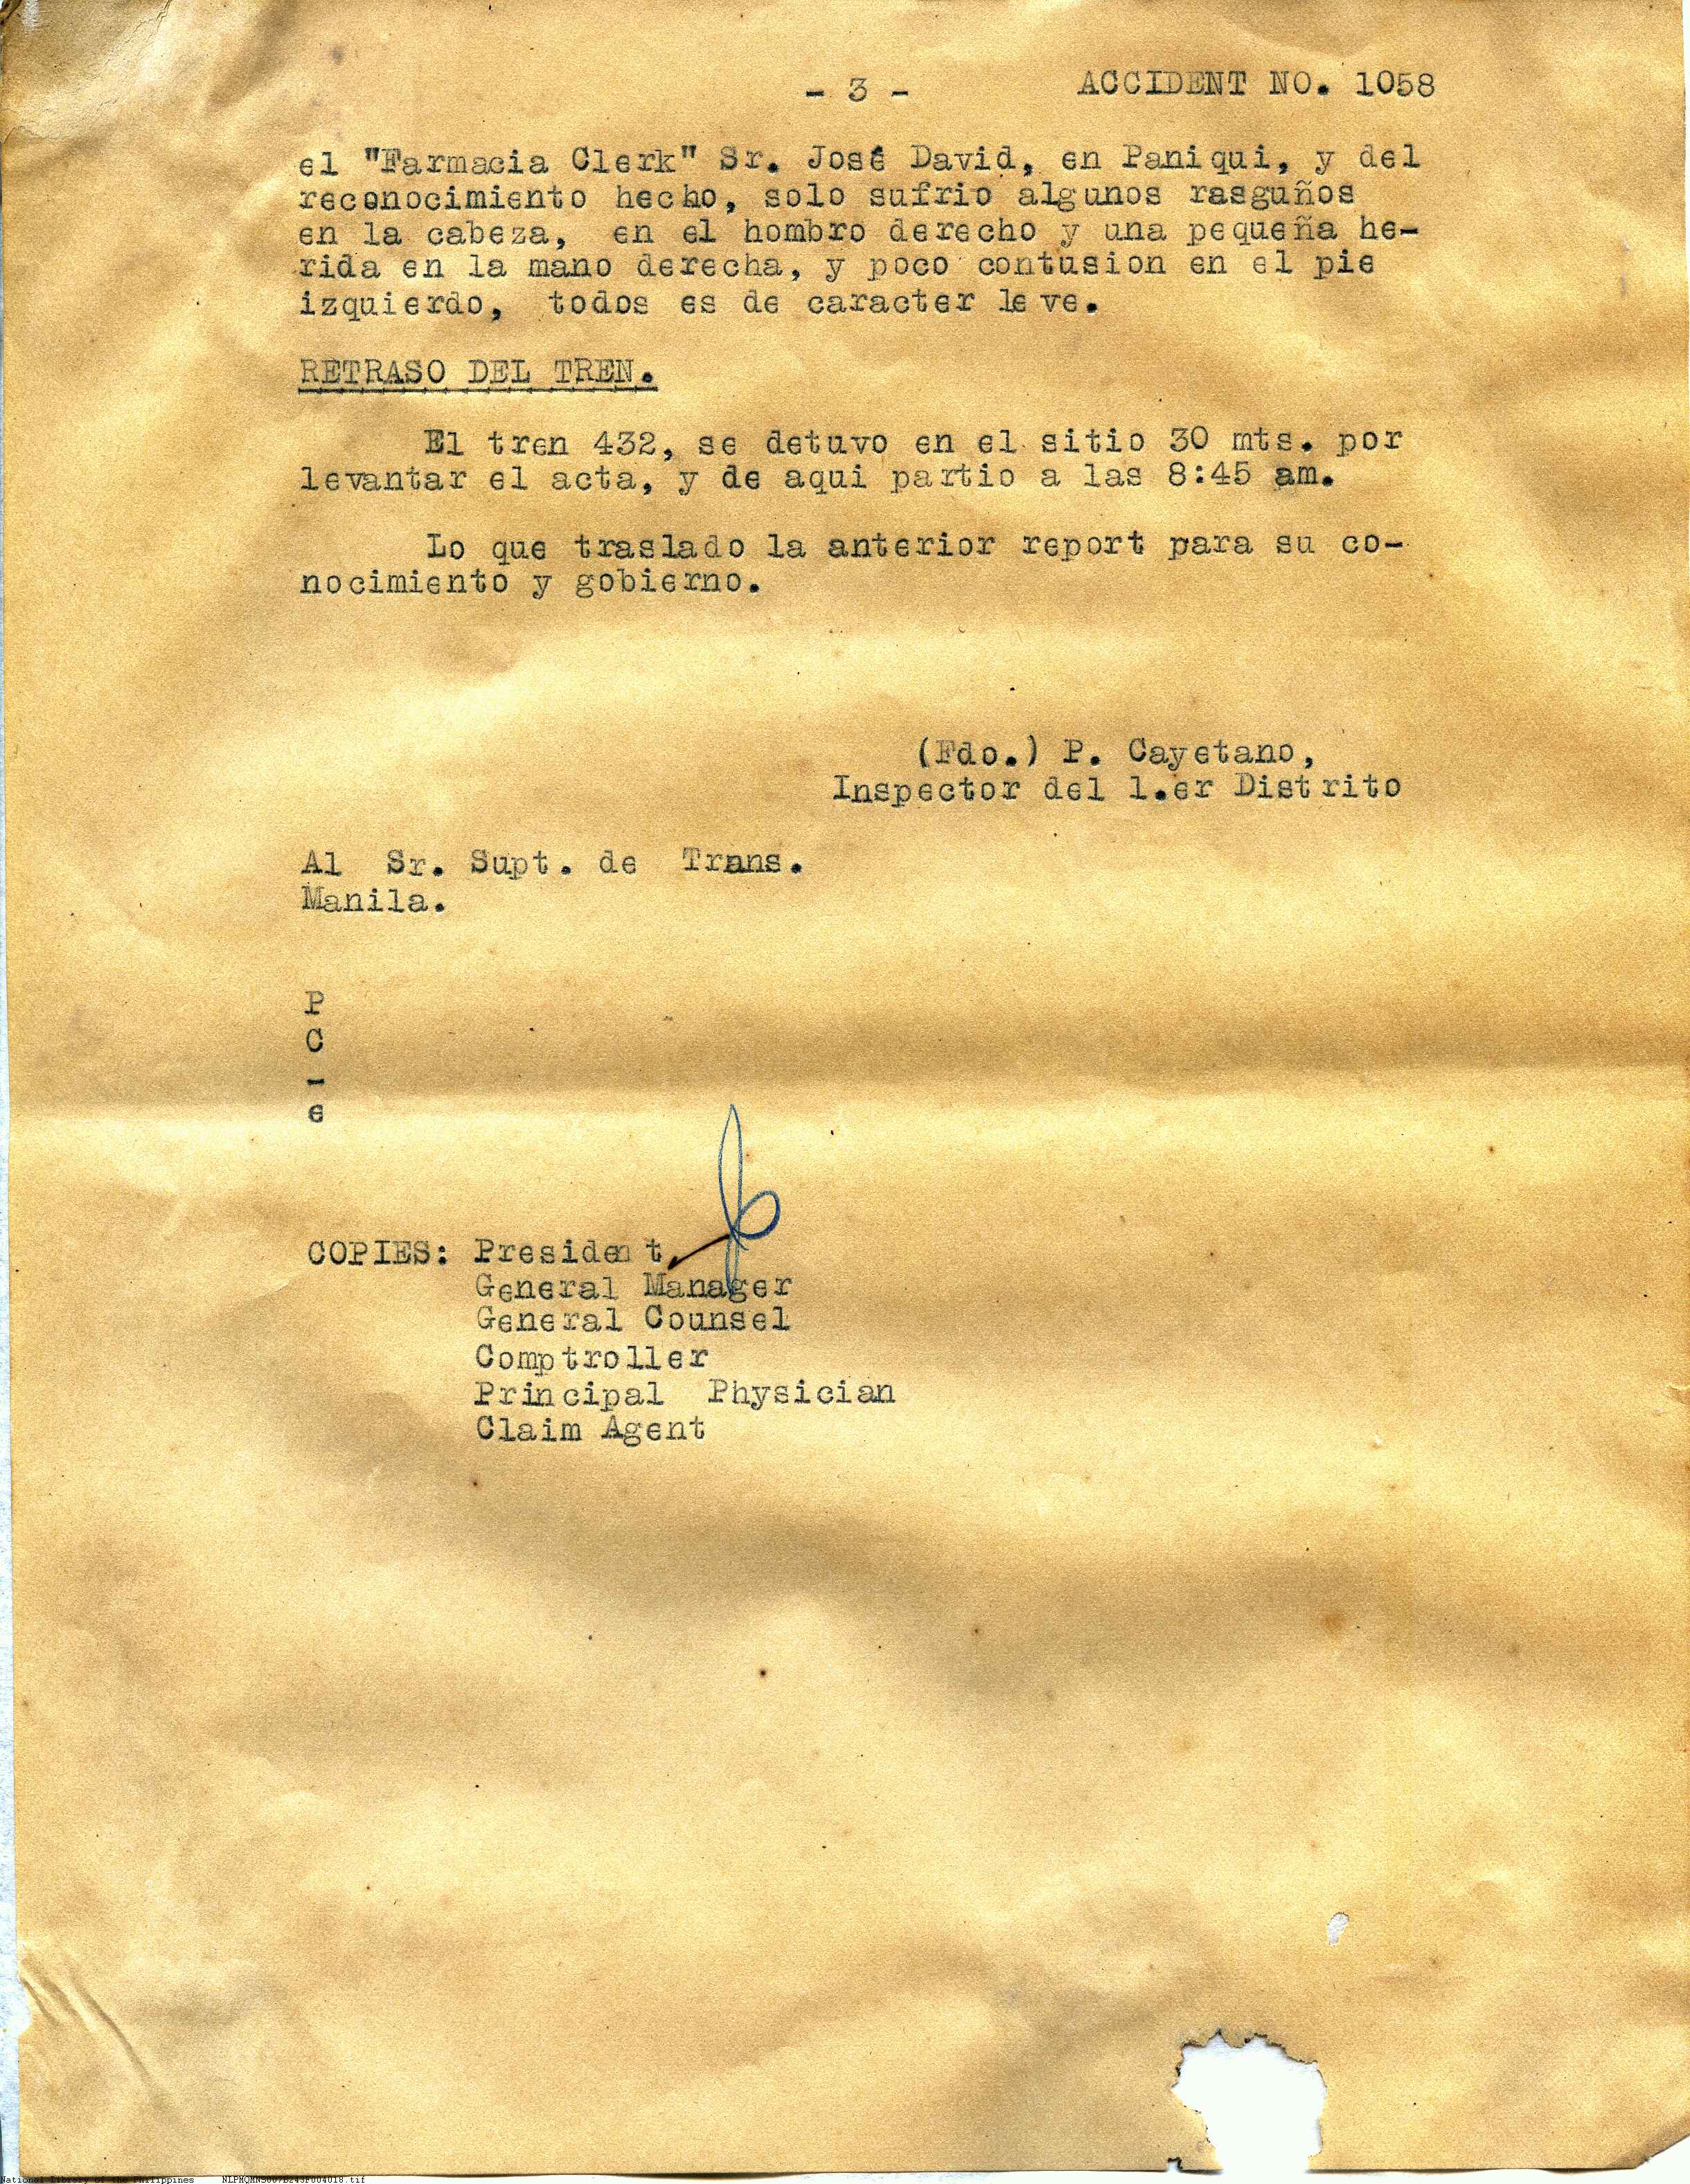 - 3 - ACCIDENT NO. 1058
el "Farmacia Clerk" Sr. José David, en Paniqui, y del
reconocimiento hecho, solo sufrio algunos rasguños
en la cabeza, en el hombro derecho y una pequeña he-
rida en la mano derecha, y poco contusion en el pie
izquierdo, todos es de caracter leve.
RETRASO DEL TREN.
El tren 432, se detuvo en el sitio 30 mts. por
levantar el acta, y de aqui partio a las 8:45 am.
Lo que traslado la anterior report para su co-
nocimiento y gobierno.
(Fdo.) P. Cayetano,
Inspector del 1.er Distrito
Al Sr. Supt. de Trans.
Manila.
P
C
-
e
COPIES: President
General Manager
General Counsel
Comptroller
Principal Physician
Claim Agent
National Library of the Philippines